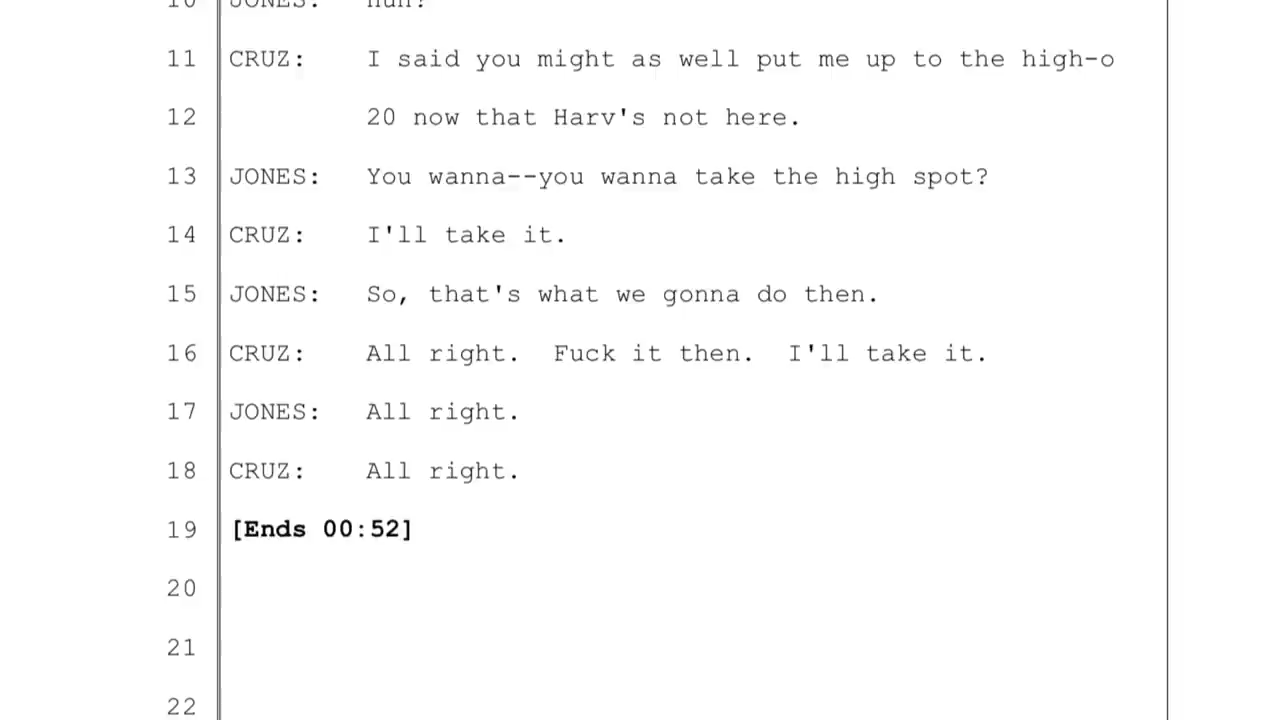 10 JONES: Huh?
11 CRUZ: I said you might as well put me up to the high-o
12 20 now that Harv's not here.
13 JONES: You wanna--you wanna take the high spot?
14 CRUZ: I'll take it.
15 JONES: So, that's what we gonna do then.
16 CRUZ: All right. Fuck it then. I'll take it.
17 JONES: All right.
18 CRUZ: All right.
19 [Ends 00:52]
20
21
22